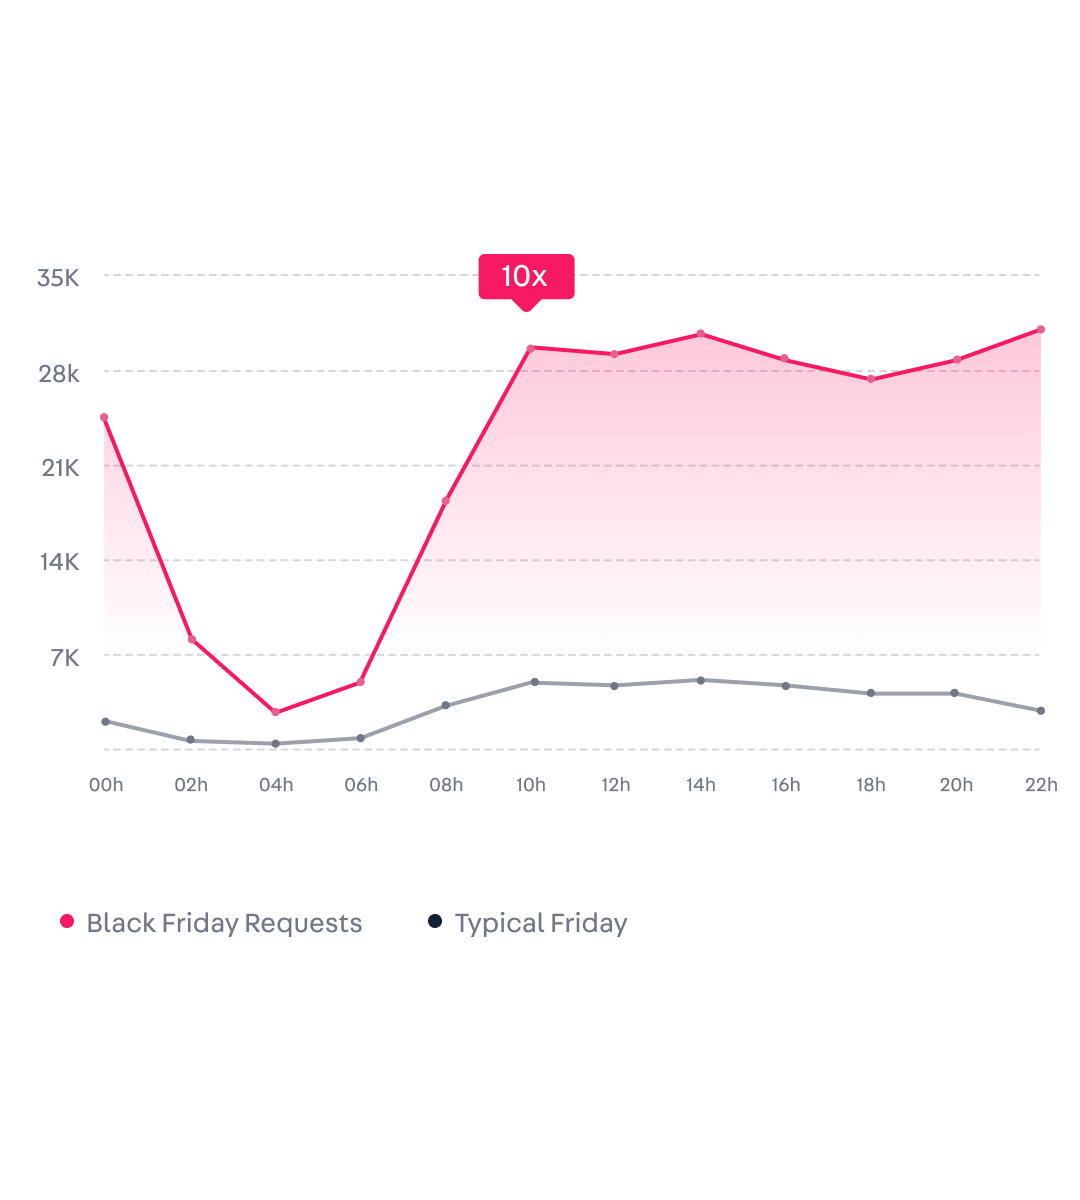 10x
35K
28k
21K
14K
7K
00h 02h 04h 06h 08h 10h 12h 14h 16h 18h 20h 22h
Black Friday Requests Typical Friday